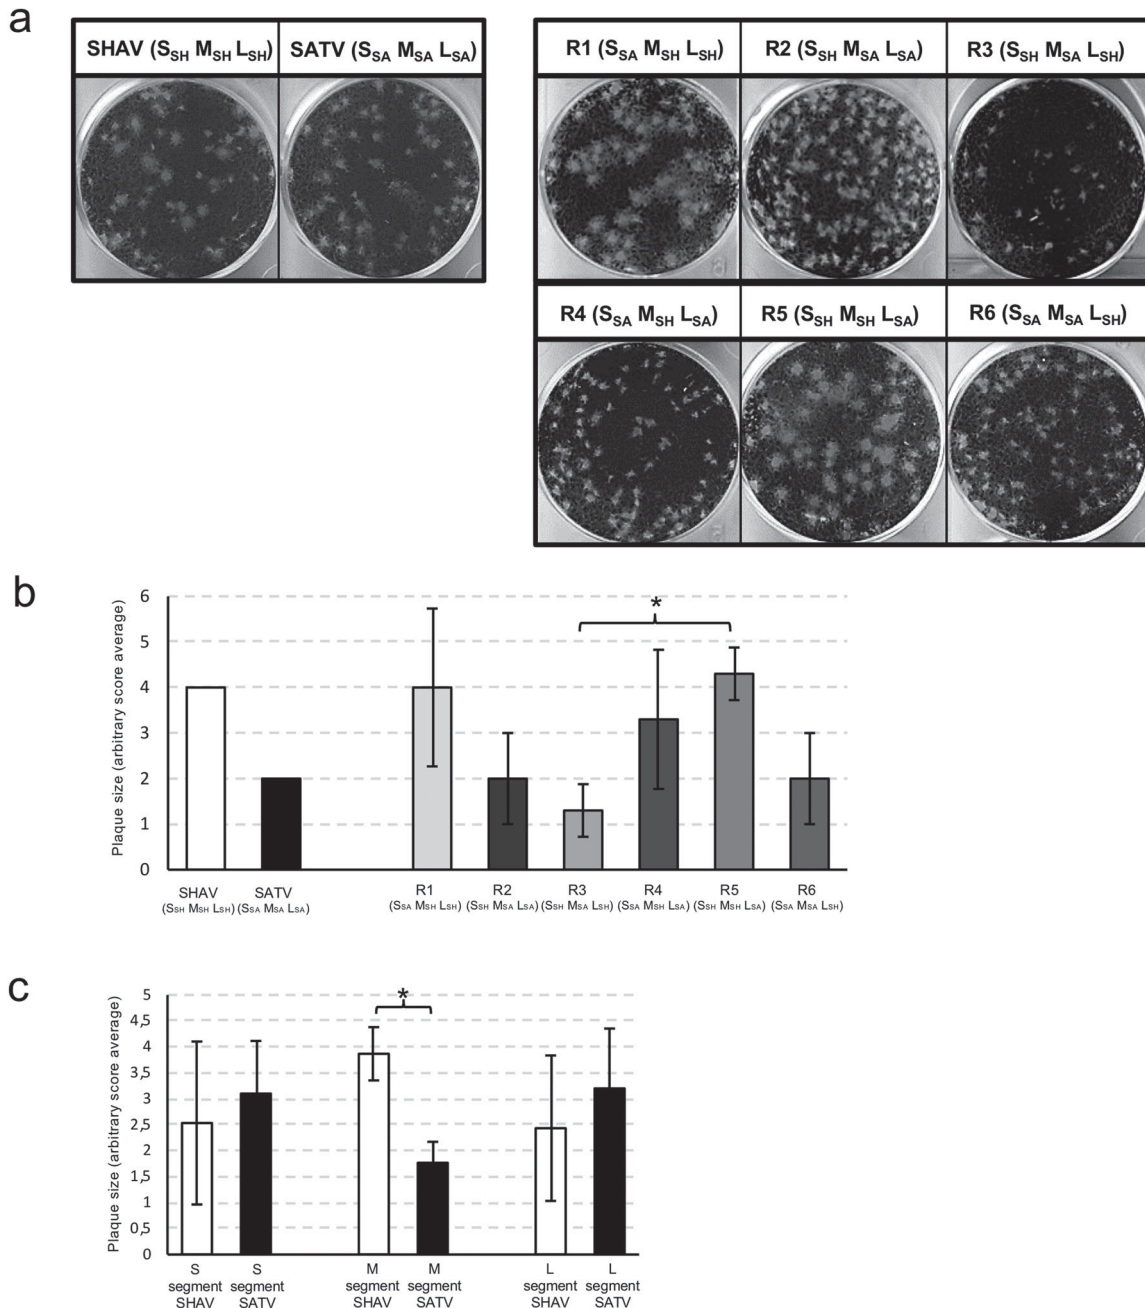 a
SHAV (SSH MSH LSH)
SATV (SSA MSA LSA)
R1 (SSA MSH LSH)
R2 (SSH MSA LSA)
R3 (SSH MSA LSH)
R4 (SSA MSH LSA)
R5 (SSH MSH LSA)
R6 (SSA MSA LSH)
b
Plaque size (arbitrary score average)
6
5
4
3
2
1
0
*
SHAV
(SSH MSH LSH)
SATV
(SSA MSA LSA)
R1
(SSA MSH LSH)
R2
(SSH MSA LSA)
R3
(SSH MSA LSH)
R4
(SSA MSH LSA)
R5
(SSH MSH LSA)
R6
(SSA MSA LSH)
c
Plaque size (arbitrary score average)
5
4,5
4
3,5
3
2,5
2
1,5
1
0,5
0
*
S
segment
SHAV
S
segment
SATV
M
segment
SHAV
M
segment
SATV
L
segment
SHAV
L
segment
SATV